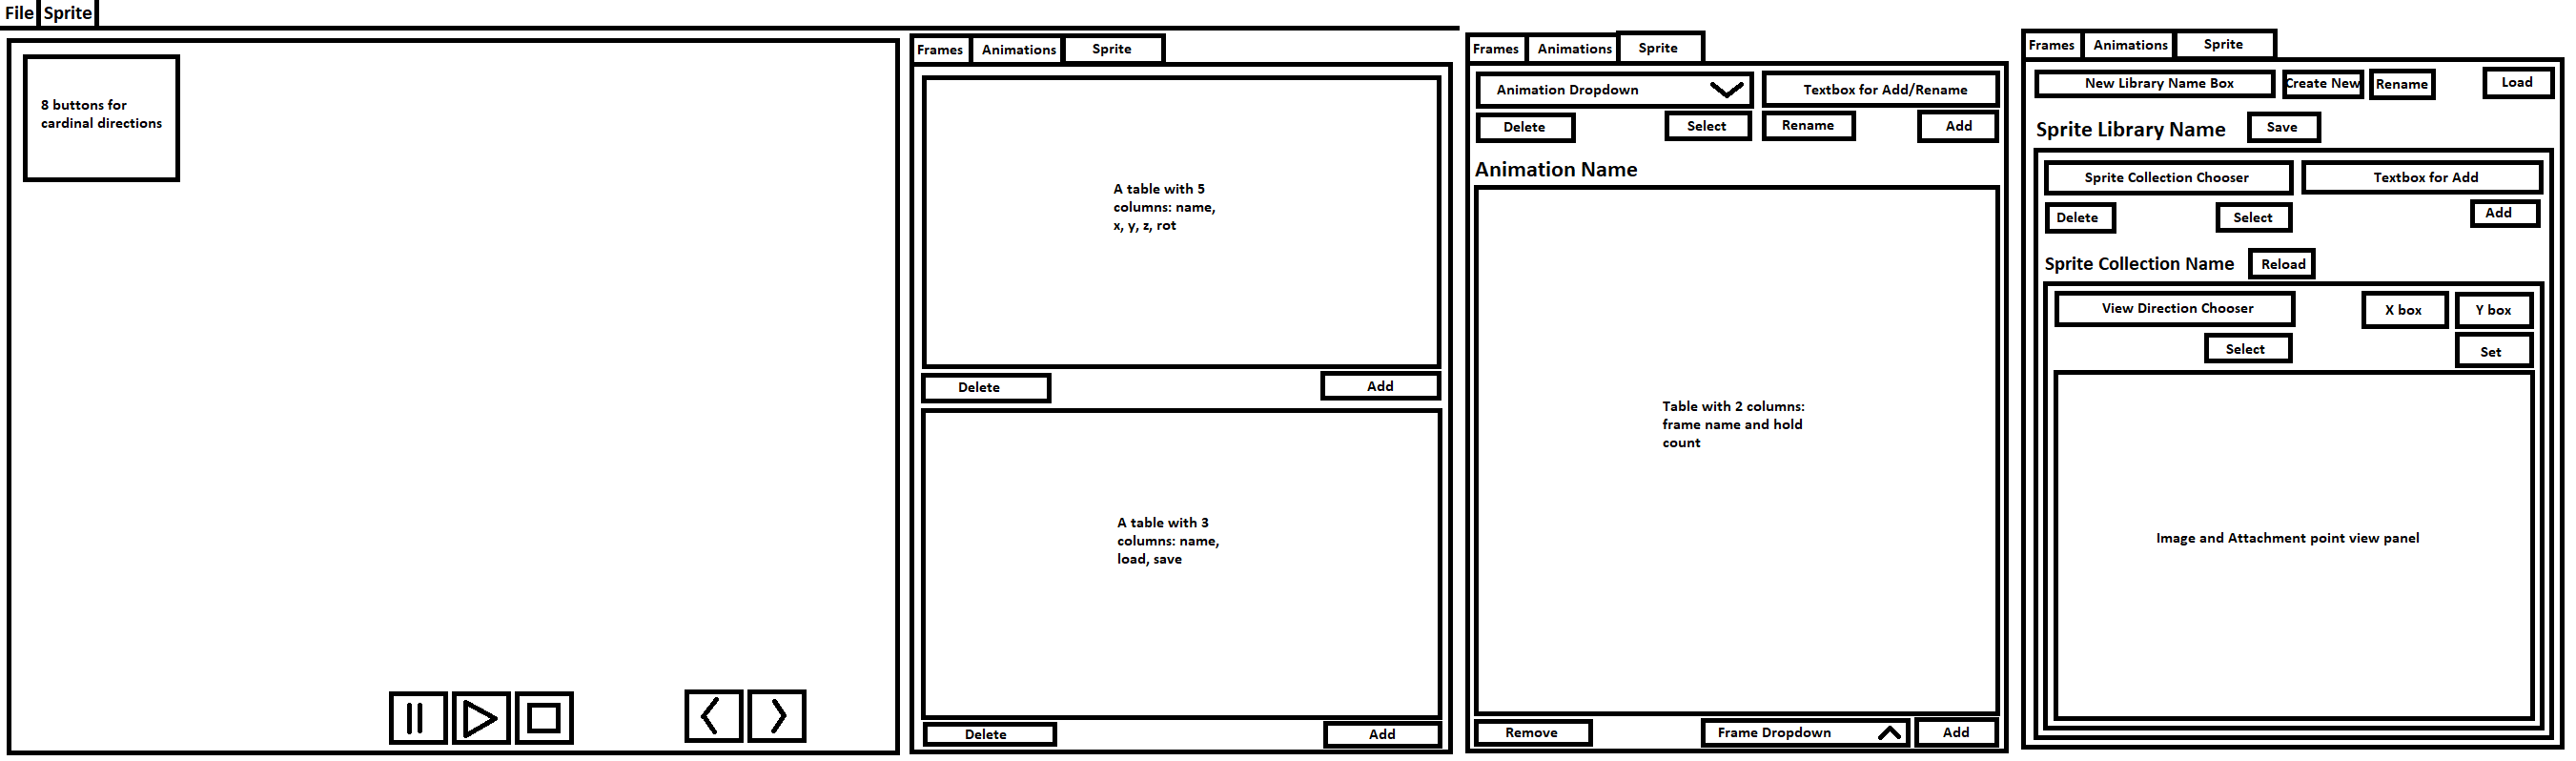 File Sprite
8 buttons for
cardinal directions
Frames Animations Sprite
A table with 5
columns: name,
x, y, z, rot
Delete Add
A table with 3
columns: name,
load, save
Delete Add
Frames Animations Sprite
Animation Dropdown Textbox for Add/Rename
Delete Select Rename Add
Animation Name
Table with 2 columns:
frame name and hold
count
Remove Frame Dropdown Add
Frames Animations Sprite
New Library Name Box Create New Rename Load
Sprite Library Name Save
Sprite Collection Chooser Textbox for Add
Delete Select Add
Sprite Collection Name Reload
View Direction Chooser X box Y box
Select Set
Image and Attachment point view panel